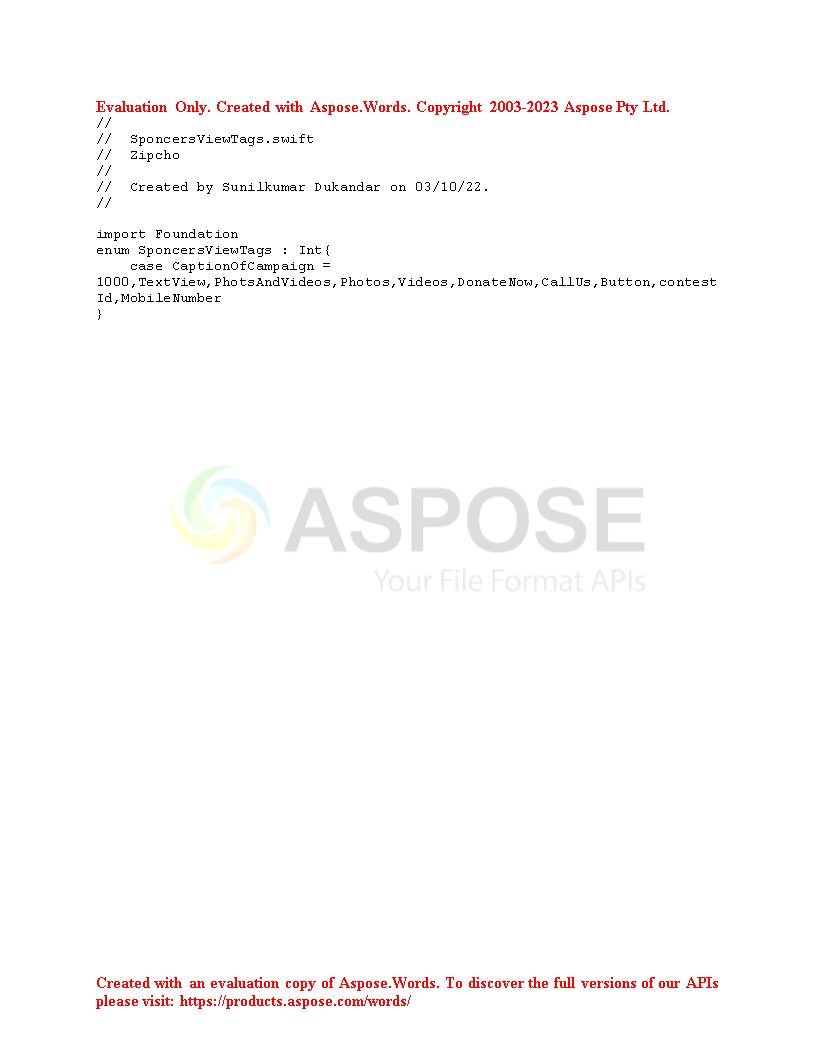 Evaluation Only. Created with Aspose.Words. Copyright 2003-2023 Aspose Pty Ltd.
//
//  SponcersViewTags.swift
//  Zipcho
//
//  Created by Sunilkumar Dukandar on 03/10/22.
//
import Foundation
enum SponcersViewTags : Int{
    case CaptionOfCampaign =
1000,TextView,PhotsAndVideos,Photos,Videos,DonateNow,CallUs,Button,contest
Id,MobileNumber
}
ASPOSE
Your File Format APIs
Created with an evaluation copy of Aspose.Words. To discover the full versions of our APIs
please visit: https://products.aspose.com/words/